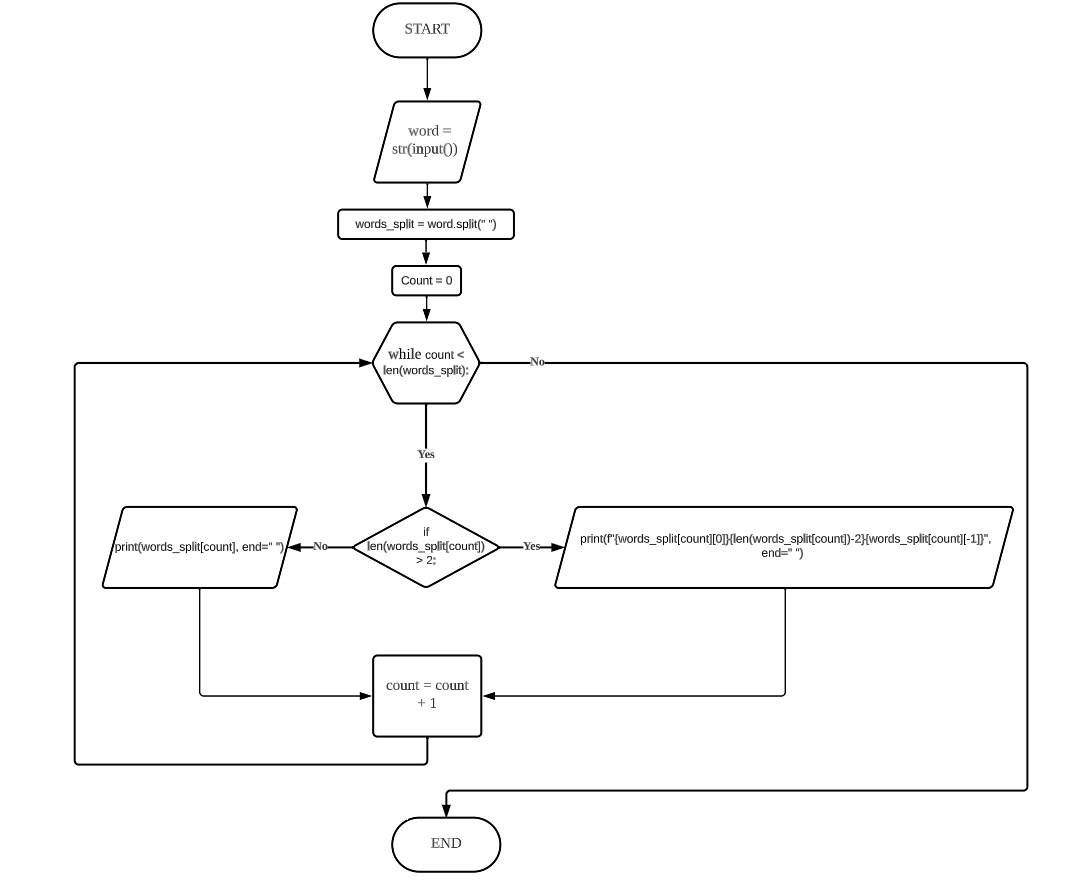 START
word =
str(input())
words_split = word.split(" ")
Count = 0
while count <
len(words_split):
No
Yes
if
len(words_split[count])
> 2:
No
Yes
print(words_split[count], end=" ")
print(f"{words_split[count][0]}{len(words_split[count])-2}{words_split[count][-1]}",
end=" ")
count = count
+ 1
END